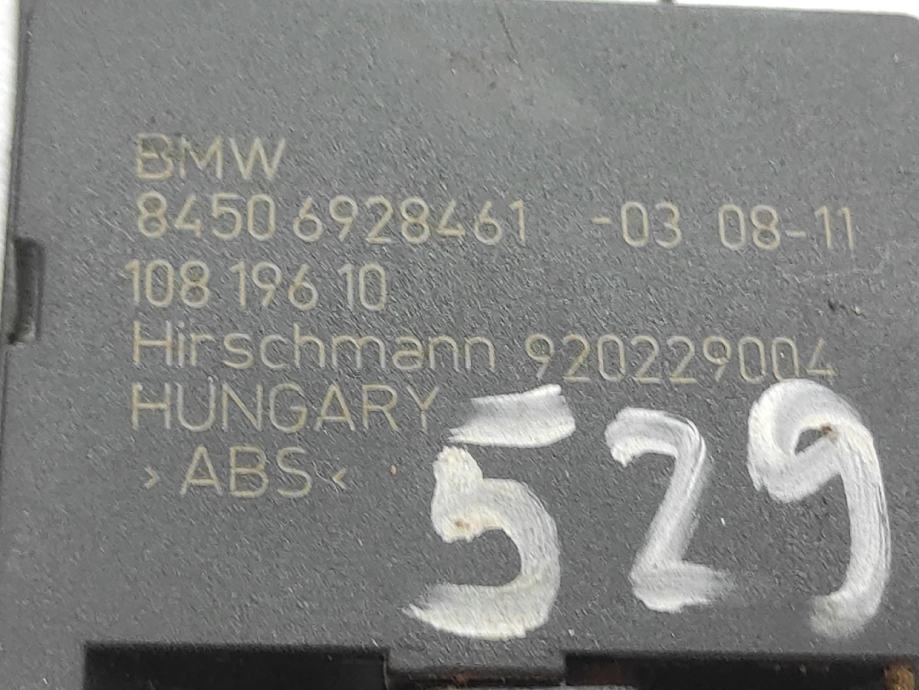 BMW
8450 6928461 -03 08-11
108 196 10
Hirschmann 920229004
HUNGARY
>ABS<
529